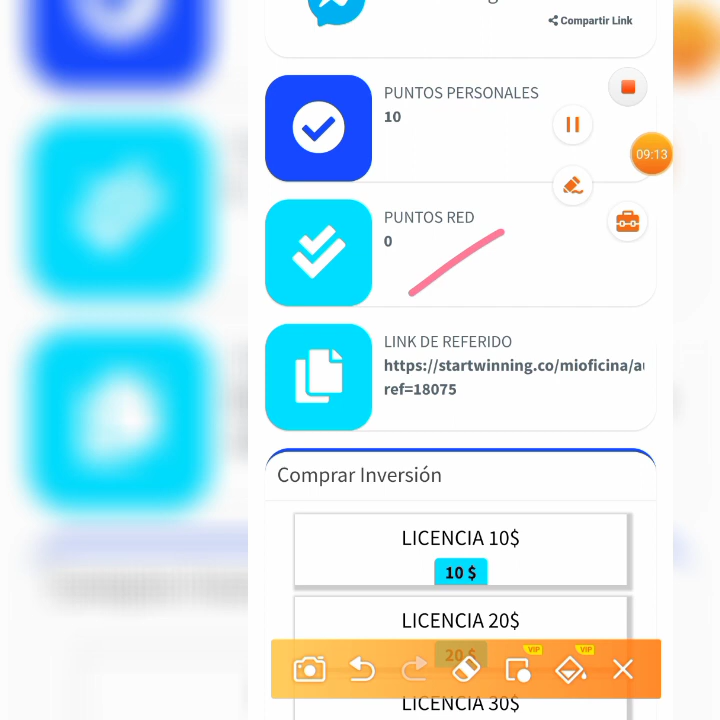 Compartir Link
PUNTOS PERSONALES
10
09:13
PUNTOS RED
0
LINK DE REFERIDO
https://startwinning.co/mioficina/au
ref=18075
Comprar Inversión
LICENCIA 10$
10 $
LICENCIA 20$
20 $
VIP
VIP
LICENCIA 30$